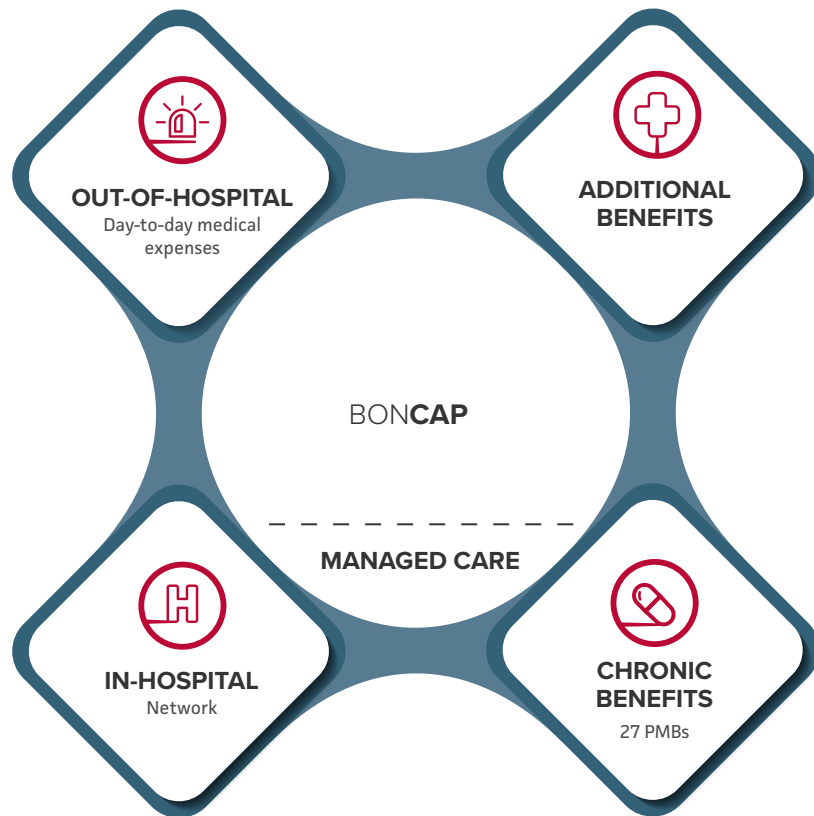 OUT-OF-HOSPITAL
Day-to-day medical
expenses
ADDITIONAL
BENEFITS
BONCAP
MANAGED CARE
IN-HOSPITAL
Network
CHRONIC
BENEFITS
27 PMBs